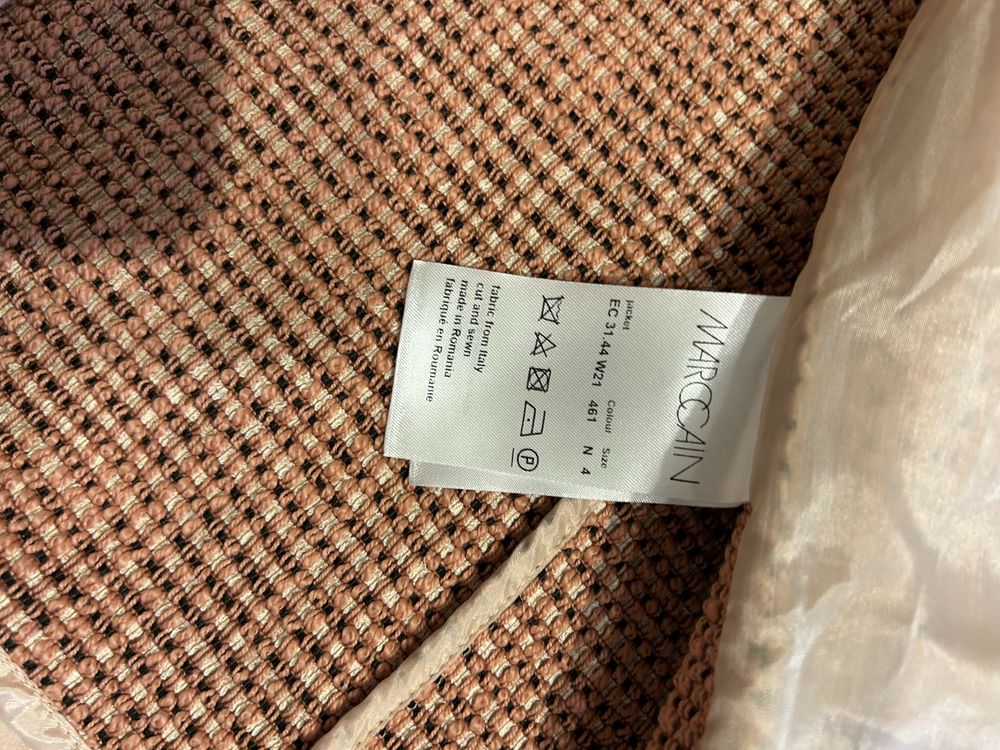 MARCCAIN
Colour Size
jacket
EC 31.44 W21 461 N 4
P
fabric from Italy
cut and sewn
made in Romania
fabriqué en Roumanie